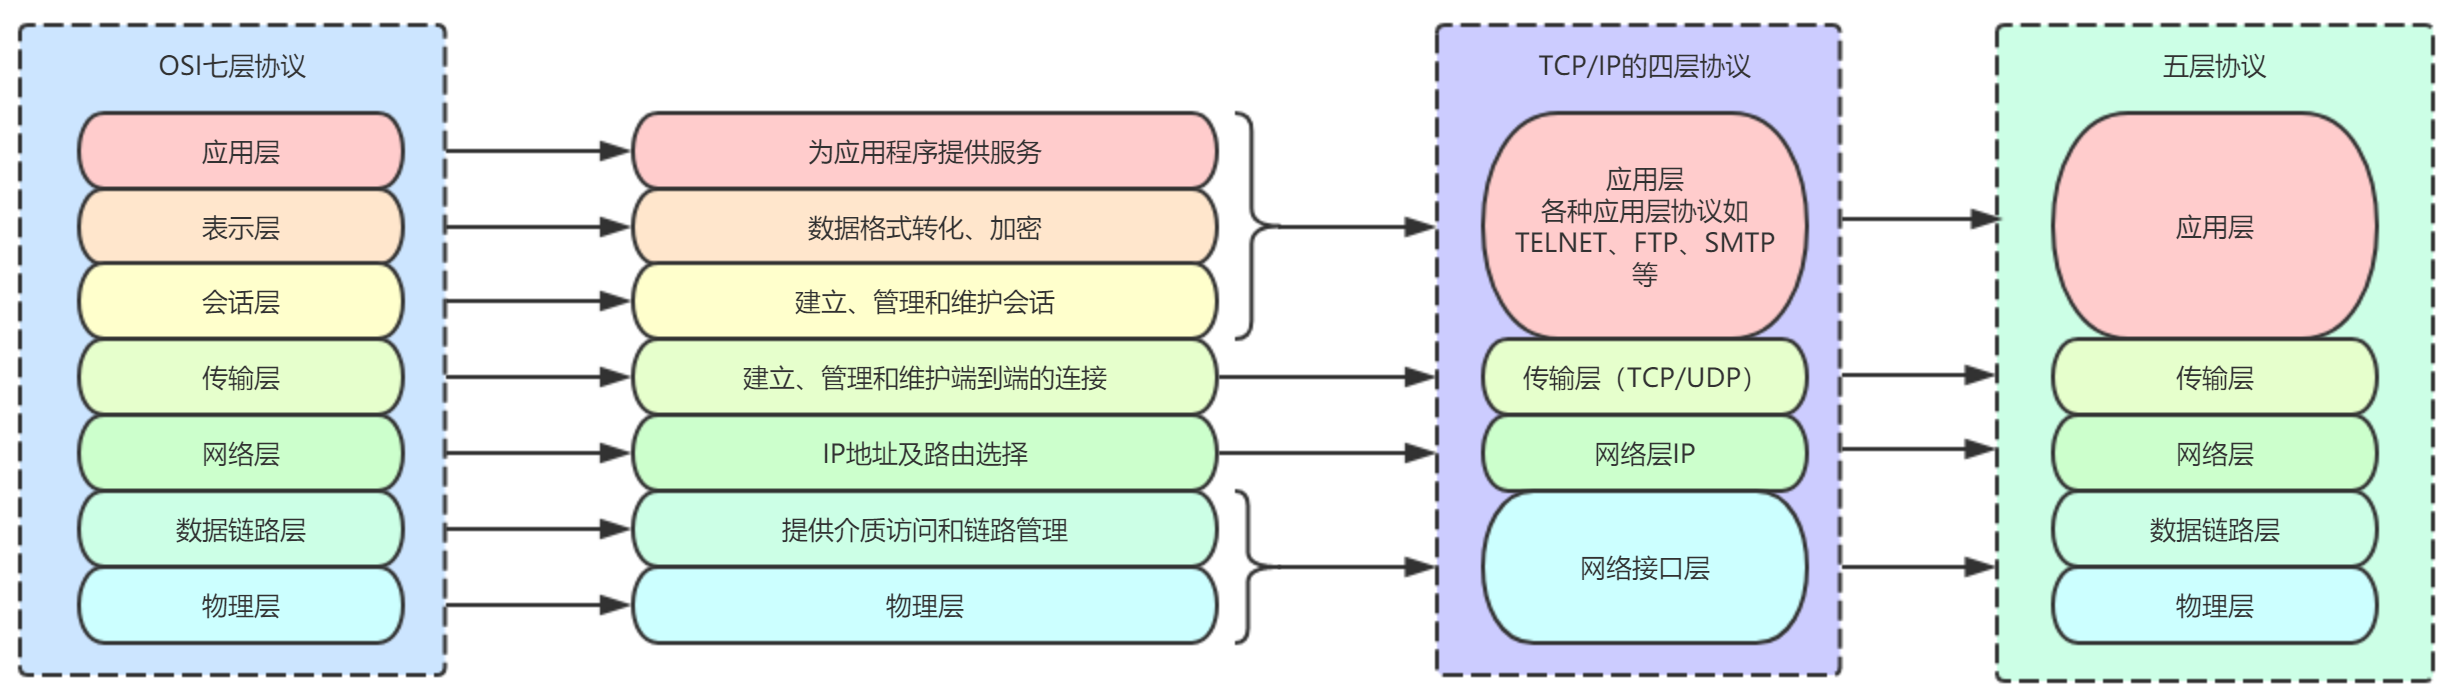 OSI七层协议
应用层
表示层
会话层
传输层
网络层
数据链路层
物理层
为应用程序提供服务
数据格式转化、加密
建立、管理和维护会话
建立、管理和维护端到端的连接
IP地址及路由选择
提供介质访问和链路管理
物理层
TCP/IP的四层协议
应用层
各种应用层协议如
TELNET、FTP、SMTP
等
传输层（TCP/UDP）
网络层IP
网络接口层
五层协议
应用层
传输层
网络层
数据链路层
物理层